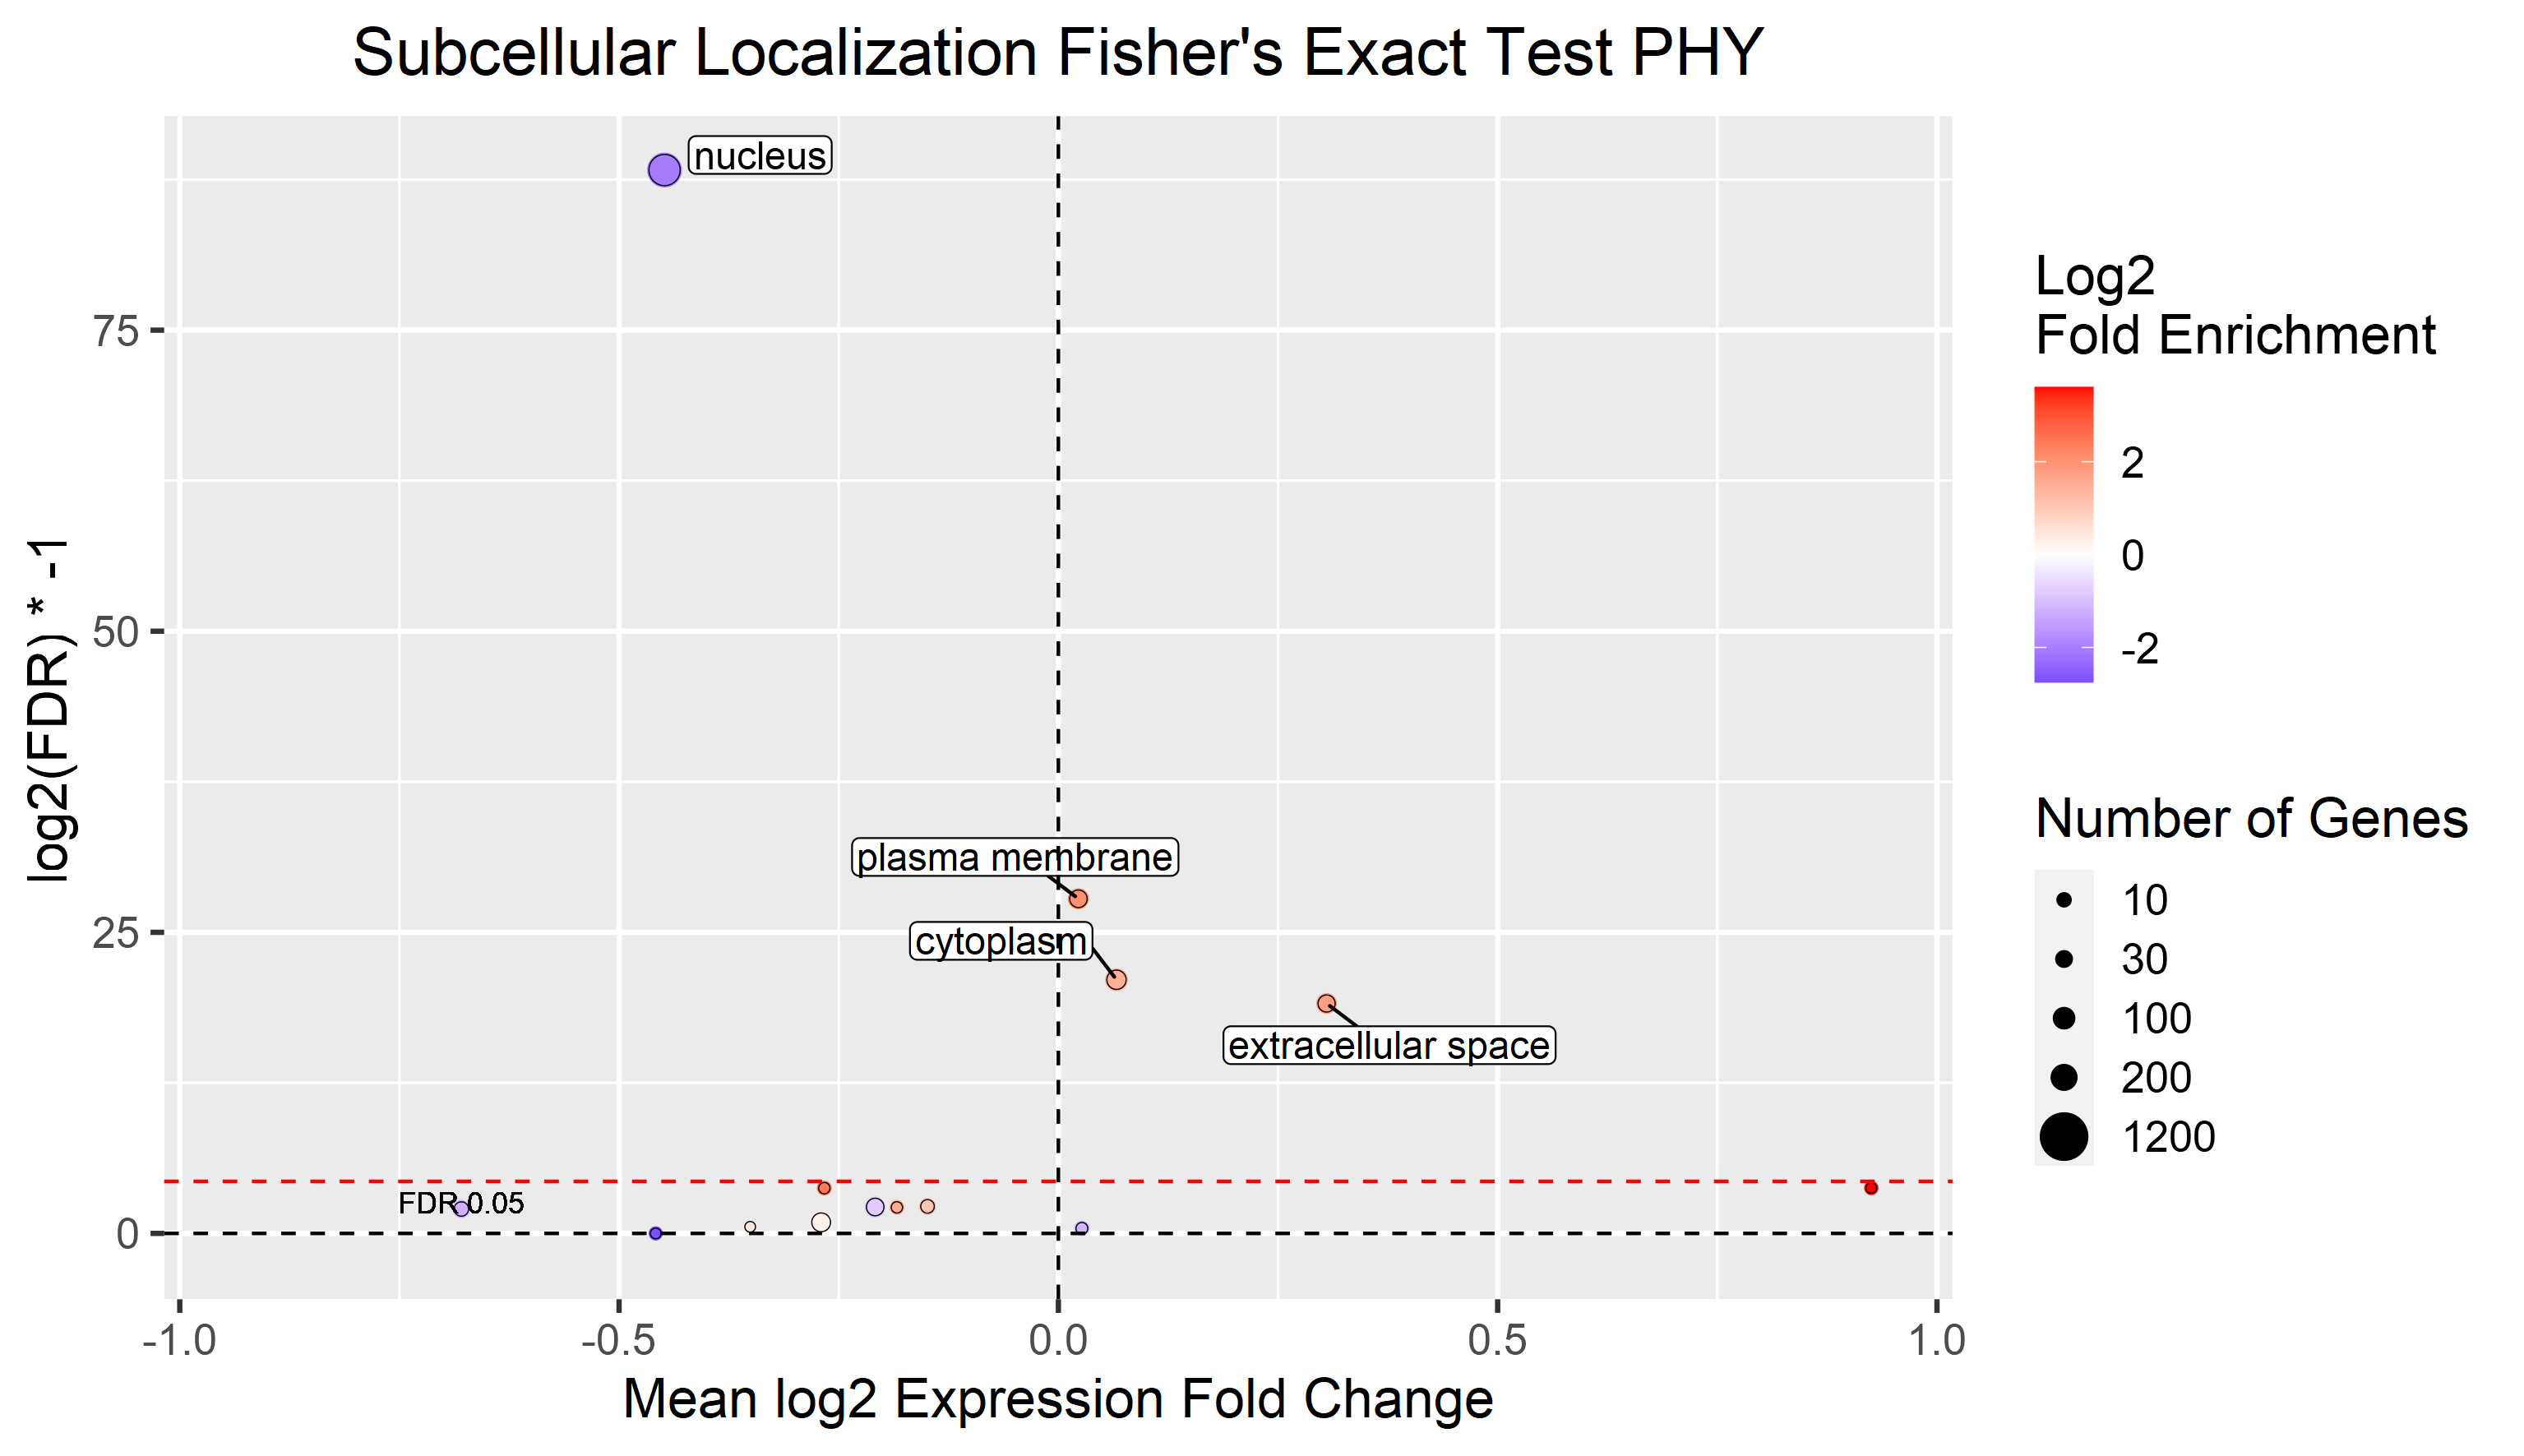 Subcellular Localization Fisher's Exact Test PHY
nucleus
plasma membrane
cytoplasm
extracellular space
FDR 0.05
75
50
25
0
log2(FDR) * -1
-1.0
-0.5
0.0
0.5
1.0
Mean log2 Expression Fold Change
Log2
Fold Enrichment
2
0
-2
Number of Genes
10
30
100
200
1200